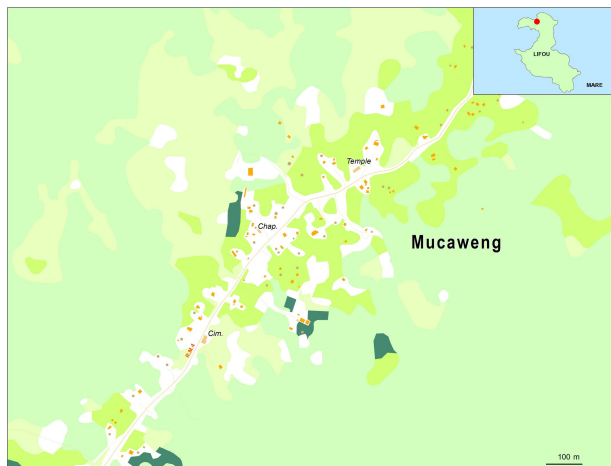 LIFOU
MARE
Temple
Chap.
Mucaweng
Cim.
100 m